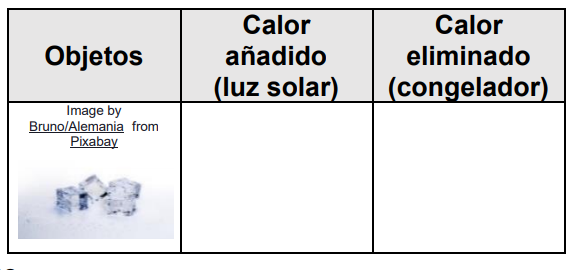 Objetos
Calor
añadido
(luz solar)
Calor
eliminado
(congelador)
Image by
Bruno/Alemania from
Pixabay